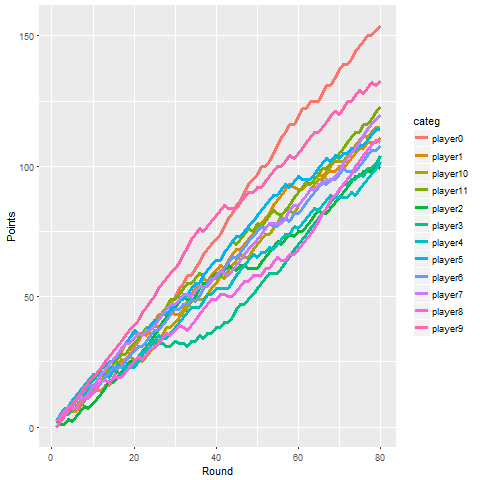 150
100
50
0
Points
0
20
40
60
80
Round
categ
player0
player1
player10
player11
player2
player3
player4
player5
player6
player7
player8
player9